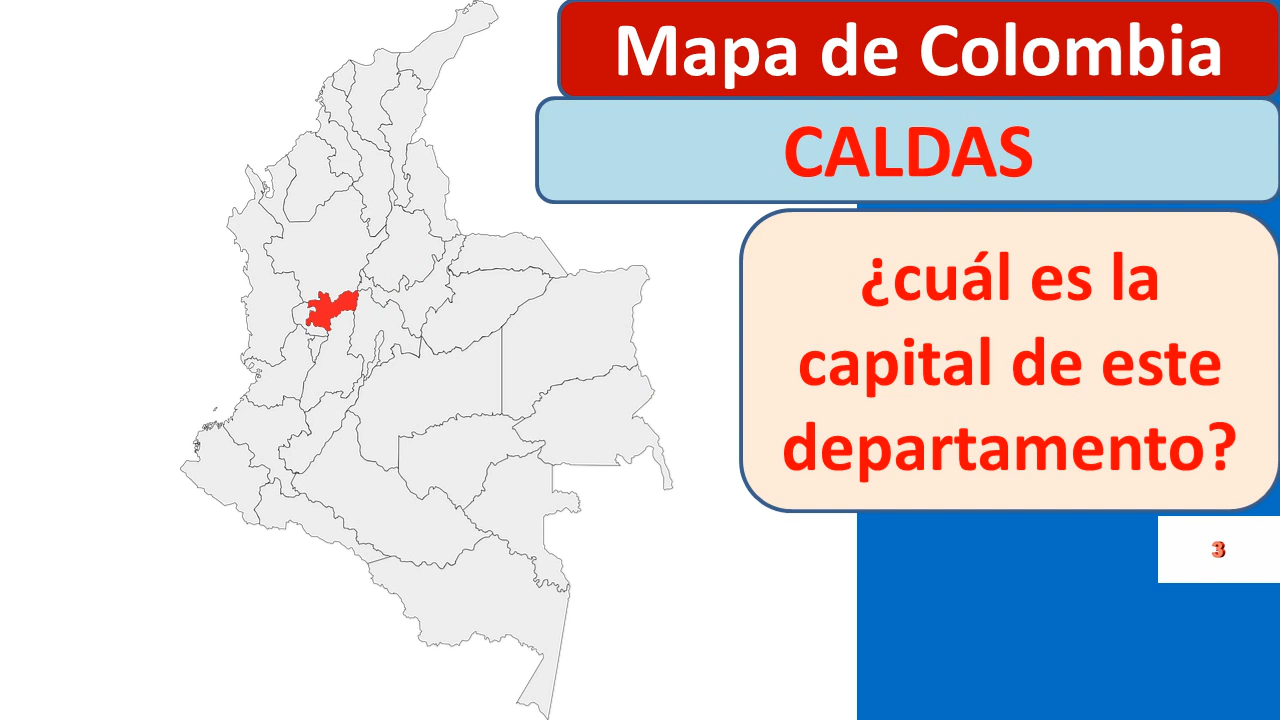 Mapa de Colombia
CALDAS
¿cuál es la
capital de este
departamento?
3